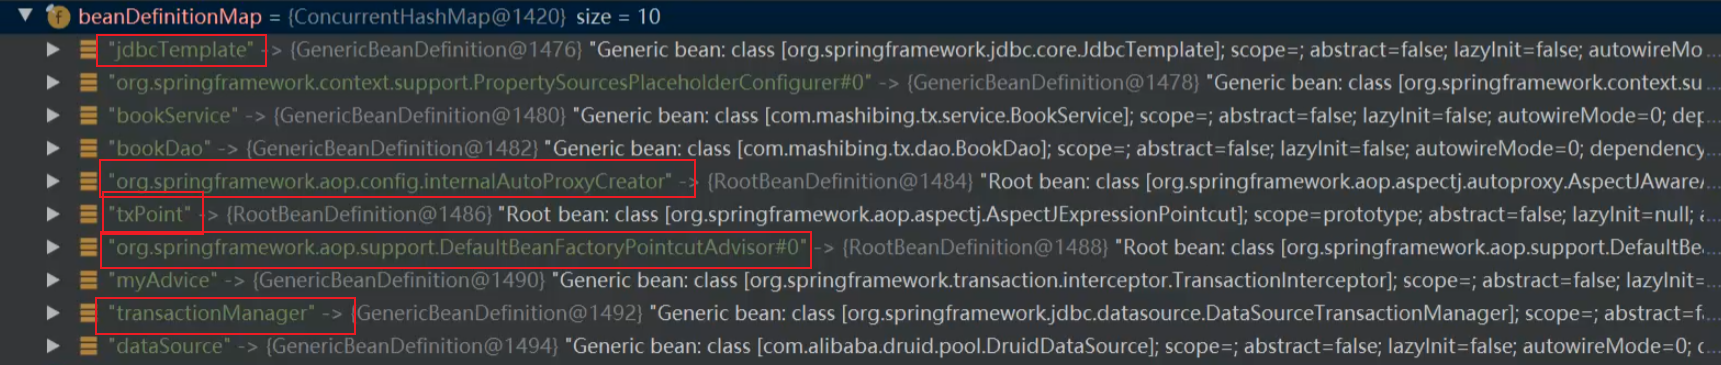 beanDefinitionMap = {ConcurrentHashMap@1420} size = 10
"jdbcTemplate" -> {GenericBeanDefinition@1476} "Generic bean: class [org.springframework.jdbc.core.JdbcTemplate]; scope=; abstract=false; lazyInit=false; autowireMo...
"org.springframework.context.support.PropertySourcesPlaceholderConfigurer#0" -> {GenericBeanDefinition@1478} "Generic bean: class [org.springframework.context.su...
"bookService" -> {GenericBeanDefinition@1480} "Generic bean: class [com.mashibing.tx.service.BookService]; scope=; abstract=false; lazyInit=false; autowireMode=0; dep...
"bookDao" -> {GenericBeanDefinition@1482} "Generic bean: class [com.mashibing.tx.dao.BookDao]; scope=; abstract=false; lazyInit=false; autowireMode=0; dependency...
"org.springframework.aop.config.internalAutoProxyCreator" -> {RootBeanDefinition@1484} "Root bean: class [org.springframework.aop.aspectj.autoproxy.AspectJAwareA...
"txPoint" -> {RootBeanDefinition@1486} "Root bean: class [org.springframework.aop.aspectj.AspectJExpressionPointcut]; scope=prototype; abstract=false; lazyInit=null; a...
"org.springframework.aop.support.DefaultBeanFactoryPointcutAdvisor#0" -> {RootBeanDefinition@1488} "Root bean: class [org.springframework.aop.support.DefaultBe...
"myAdvice" -> {GenericBeanDefinition@1490} "Generic bean: class [org.springframework.transaction.interceptor.TransactionInterceptor]; scope=; abstract=false; lazyInit...
"transactionManager" -> {GenericBeanDefinition@1492} "Generic bean: class [org.springframework.jdbc.datasource.DataSourceTransactionManager]; scope=; abstract=f...
"dataSource" -> {GenericBeanDefinition@1494} "Generic bean: class [com.alibaba.druid.pool.DruidDataSource]; scope=; abstract=false; lazyInit=false; autowireMode=0; c...